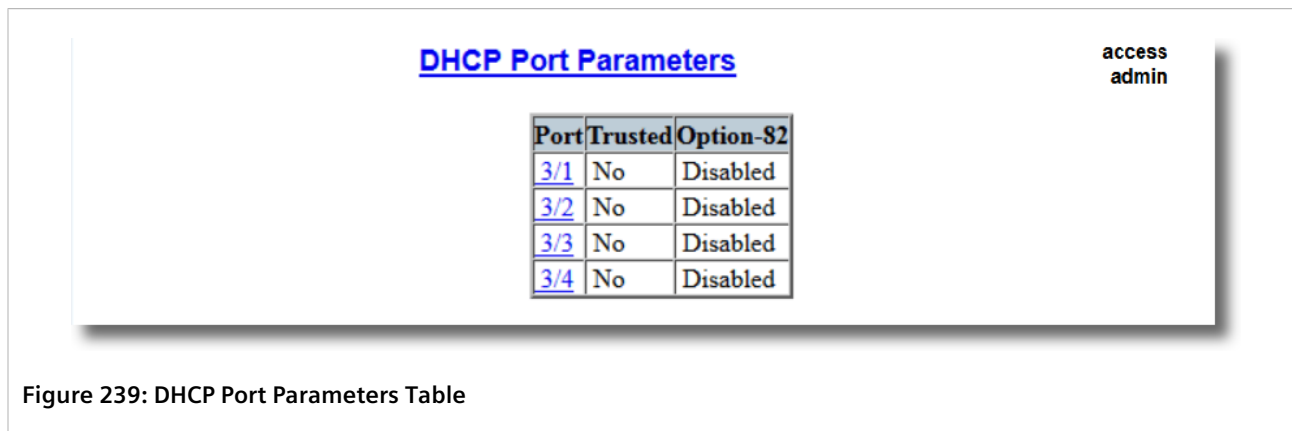 DHCP Port Parameters
access
admin
Port Trusted Option-82
3/1 No Disabled
3/2 No Disabled
3/3 No Disabled
3/4 No Disabled
Figure 239: DHCP Port Parameters Table